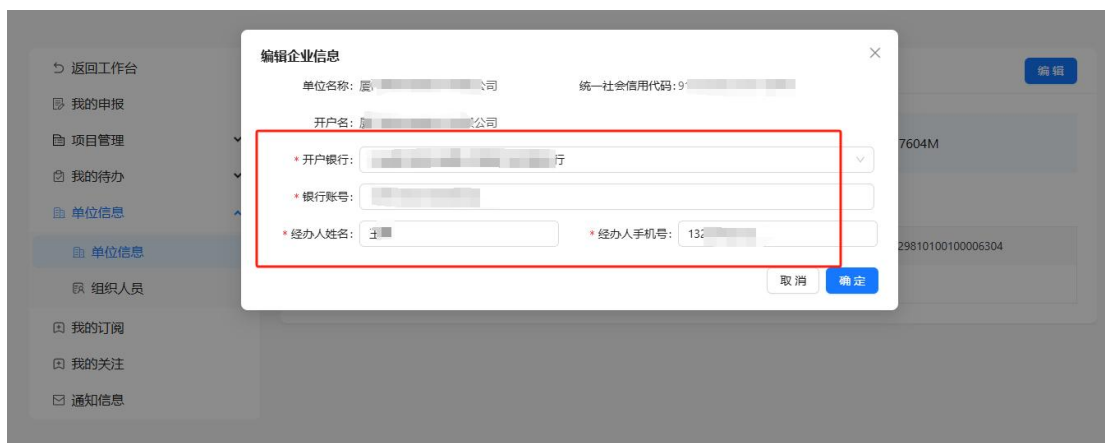 编辑企业信息
单位名称: 公司 统一社会信用代码:91
开户名: 公司
* 开户银行: 行
* 银行账号:
* 经办人姓名: 王 * 经办人手机号: 132
取 消 确 定
返回工作台
我的申报
项目管理
我的待办
单位信息
单位信息
组织人员
我的订阅
我的关注
通知信息
编 辑
7604M
29810100100006304